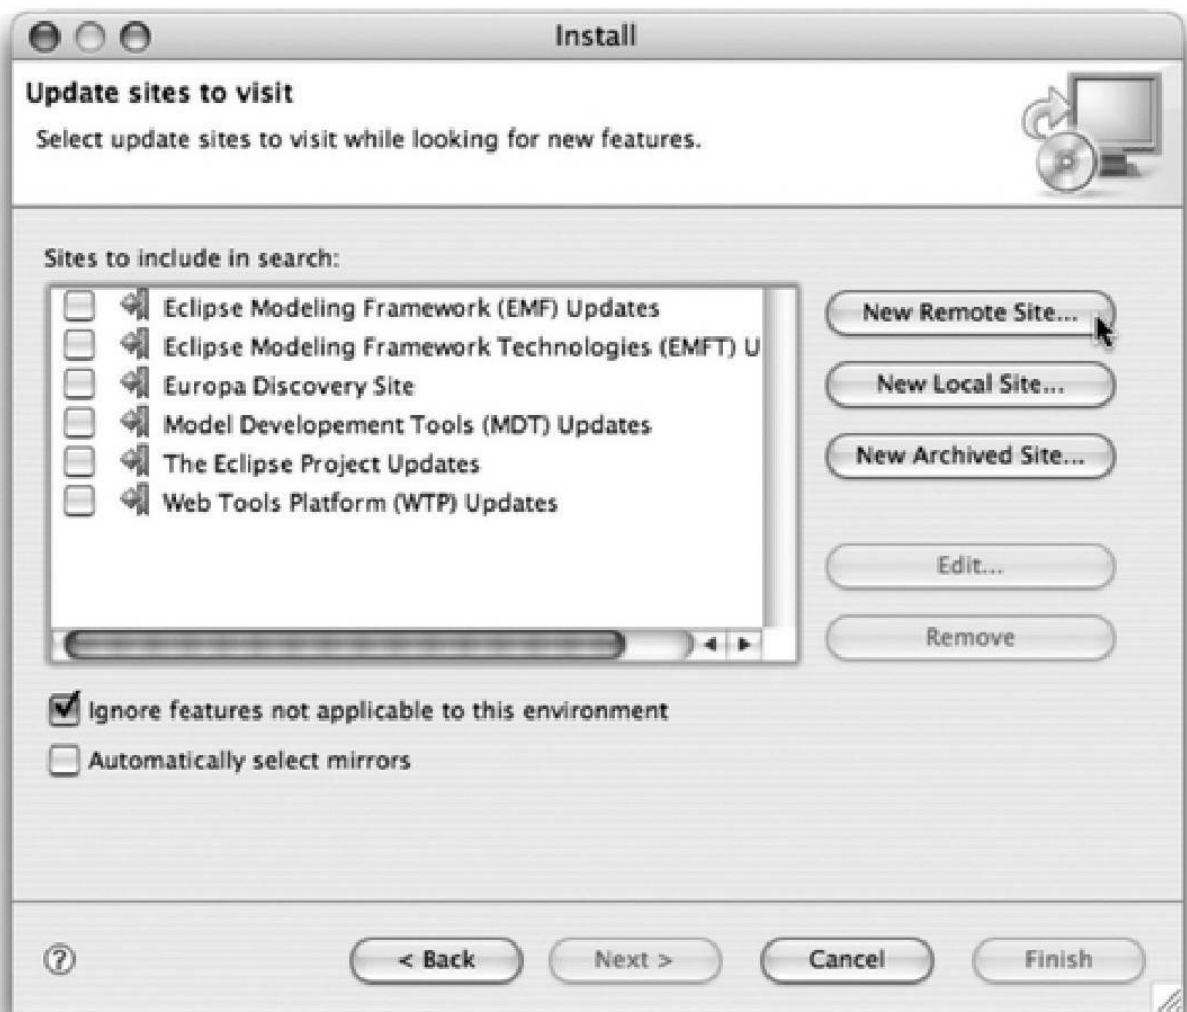 Install
Update sites to visit
Select update sites to visit while looking for new features.
Sites to include in search:
Eclipse Modeling Framework (EMF) Updates
Eclipse Modeling Framework Technologies (EMFT) U
Europa Discovery Site
Model Developement Tools (MDT) Updates
The Eclipse Project Updates
Web Tools Platform (WTP) Updates
New Remote Site...
New Local Site...
New Archived Site...
Edit...
Remove
Ignore features not applicable to this environment
Automatically select mirrors
?
< Back
Next >
Cancel
Finish